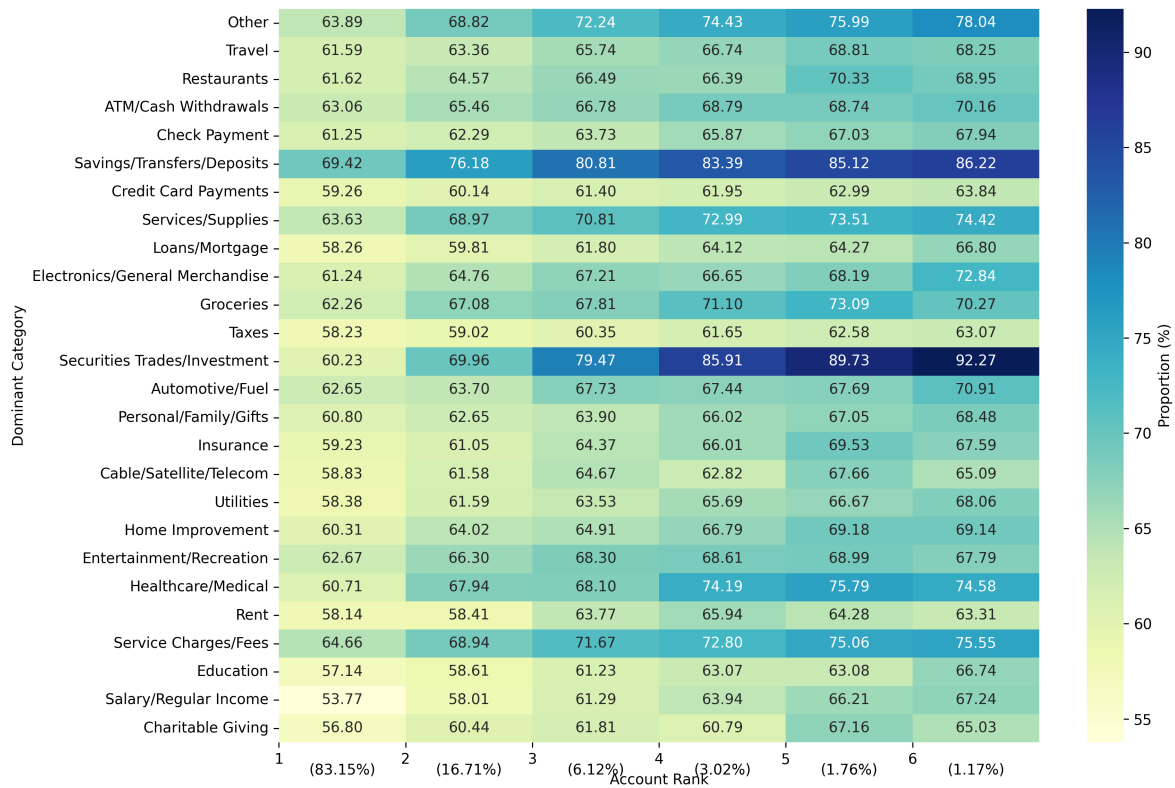 Other 63.89 68.82 72.24 74.43 75.99 78.04
Travel 61.59 63.36 65.74 66.74 68.81 68.25
Restaurants 61.62 64.57 66.49 66.39 70.33 68.95
ATM/Cash Withdrawals 63.06 65.46 66.78 68.79 68.74 70.16
Check Payment 61.25 62.29 63.73 65.87 67.03 67.94
Savings/Transfers/Deposits 69.42 76.18 80.81 83.39 85.12 86.22
Credit Card Payments 59.26 60.14 61.40 61.95 62.99 63.84
Services/Supplies 63.63 68.97 70.81 72.99 73.51 74.42
Loans/Mortgage 58.26 59.81 61.80 64.12 64.27 66.80
Electronics/General Merchandise 61.24 64.76 67.21 66.65 68.19 72.84
Groceries 62.26 67.08 67.81 71.10 73.09 70.27
Taxes 58.23 59.02 60.35 61.65 62.58 63.07
Securities Trades/Investment 60.23 69.96 79.47 85.91 89.73 92.27
Automotive/Fuel 62.65 63.70 67.73 67.44 67.69 70.91
Personal/Family/Gifts 60.80 62.65 63.90 66.02 67.05 68.48
Insurance 59.23 61.05 64.37 66.01 69.53 67.59
Cable/Satellite/Telecom 58.83 61.58 64.67 62.82 67.66 65.09
Utilities 58.38 61.59 63.53 65.69 66.67 68.06
Home Improvement 60.31 64.02 64.91 66.79 69.18 69.14
Entertainment/Recreation 62.67 66.30 68.30 68.61 68.99 67.79
Healthcare/Medical 60.71 67.94 68.10 74.19 75.79 74.58
Rent 58.14 58.41 63.77 65.94 64.28 63.31
Service Charges/Fees 64.66 68.94 71.67 72.80 75.06 75.55
Education 57.14 58.61 61.23 63.07 63.08 66.74
Salary/Regular Income 53.77 58.01 61.29 63.94 66.21 67.24
Charitable Giving 56.80 60.44 61.81 60.79 67.16 65.03
1 2 3 4 5 6
(83.15%) (16.71%) (6.12%) (3.02%) (1.76%) (1.17%)
Account Rank
Dominant Category
90
85
80
75
70
65
60
55
Proportion (%)